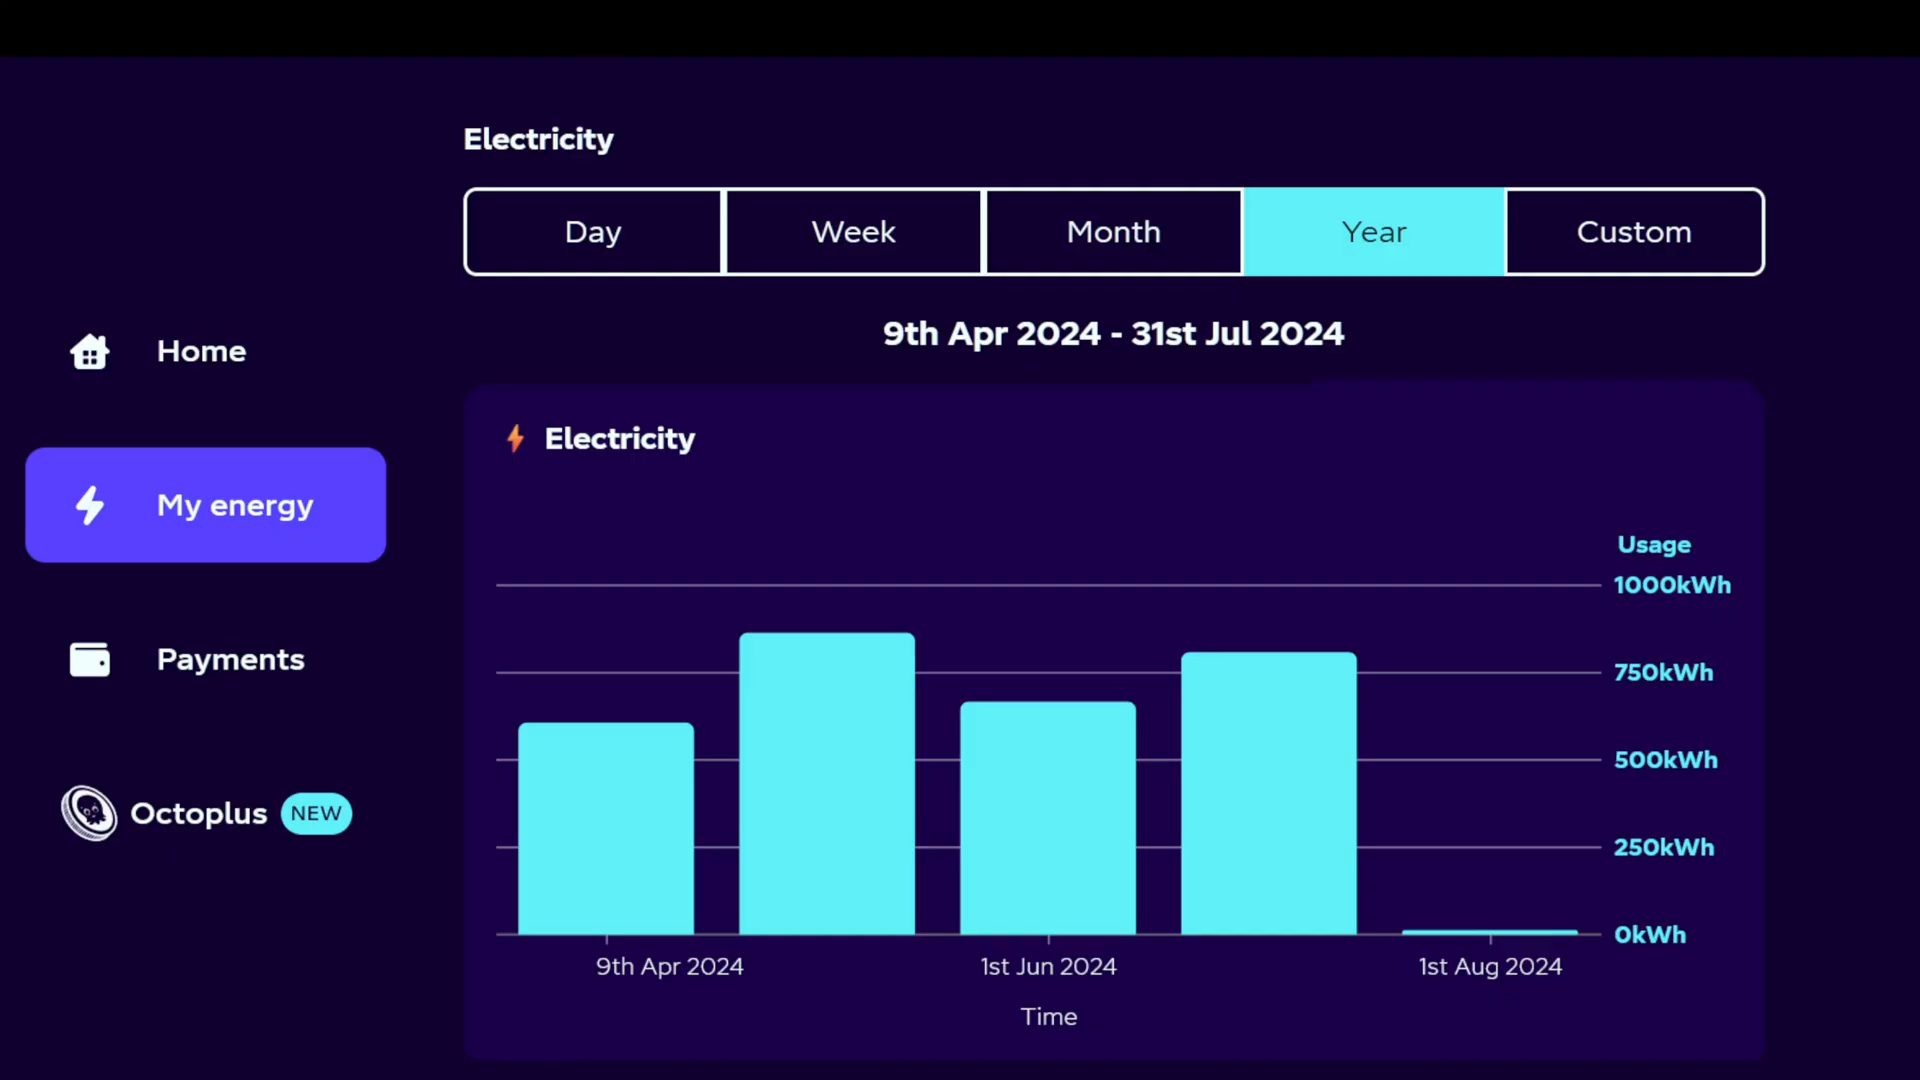 Electricity
Day Week Month Year Custom
9th Apr 2024 - 31st Jul 2024
Home
My energy
Payments
Octoplus NEW
Electricity
Usage
1000kWh
750kWh
500kWh
250kWh
0kWh
9th Apr 2024 1st Jun 2024 1st Aug 2024
Time